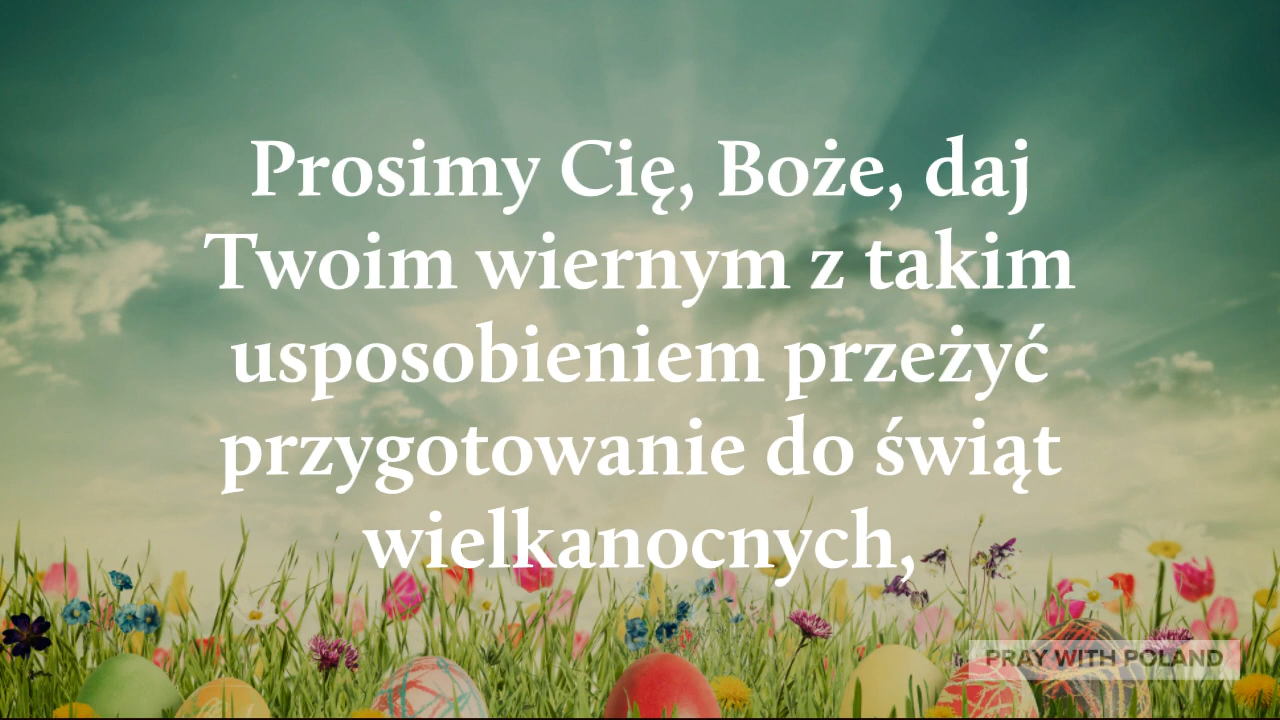 Prosimy Cię, Boże, daj
Twoim wiernym z takim
usposobieniem przeżyć
przygotowanie do świąt
wielkanocnych,
PRAY WITH POLAND